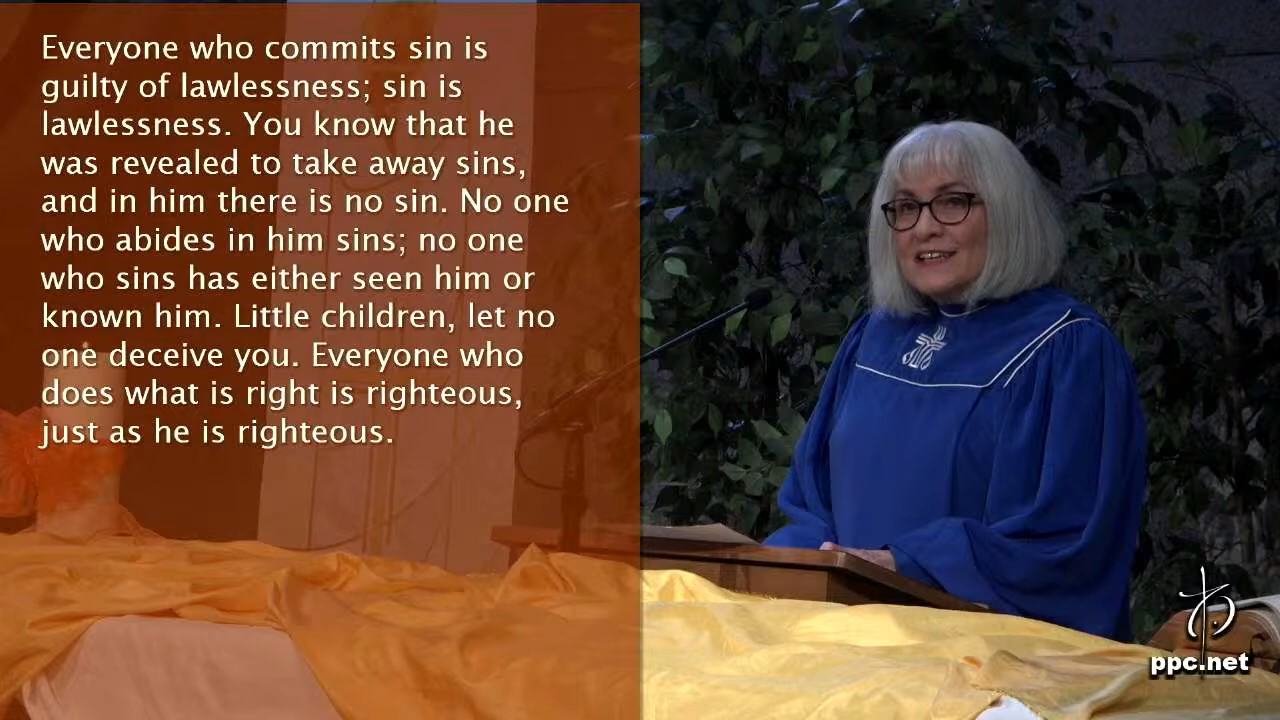 Everyone who commits sin is
guilty of lawlessness; sin is
lawlessness. You know that he
was revealed to take away sins,
and in him there is no sin. No one
who abides in him sins; no one
who sins has either seen him or
known him. Little children, let no
one deceive you. Everyone who
does what is right is righteous,
just as he is righteous.
ppc.net